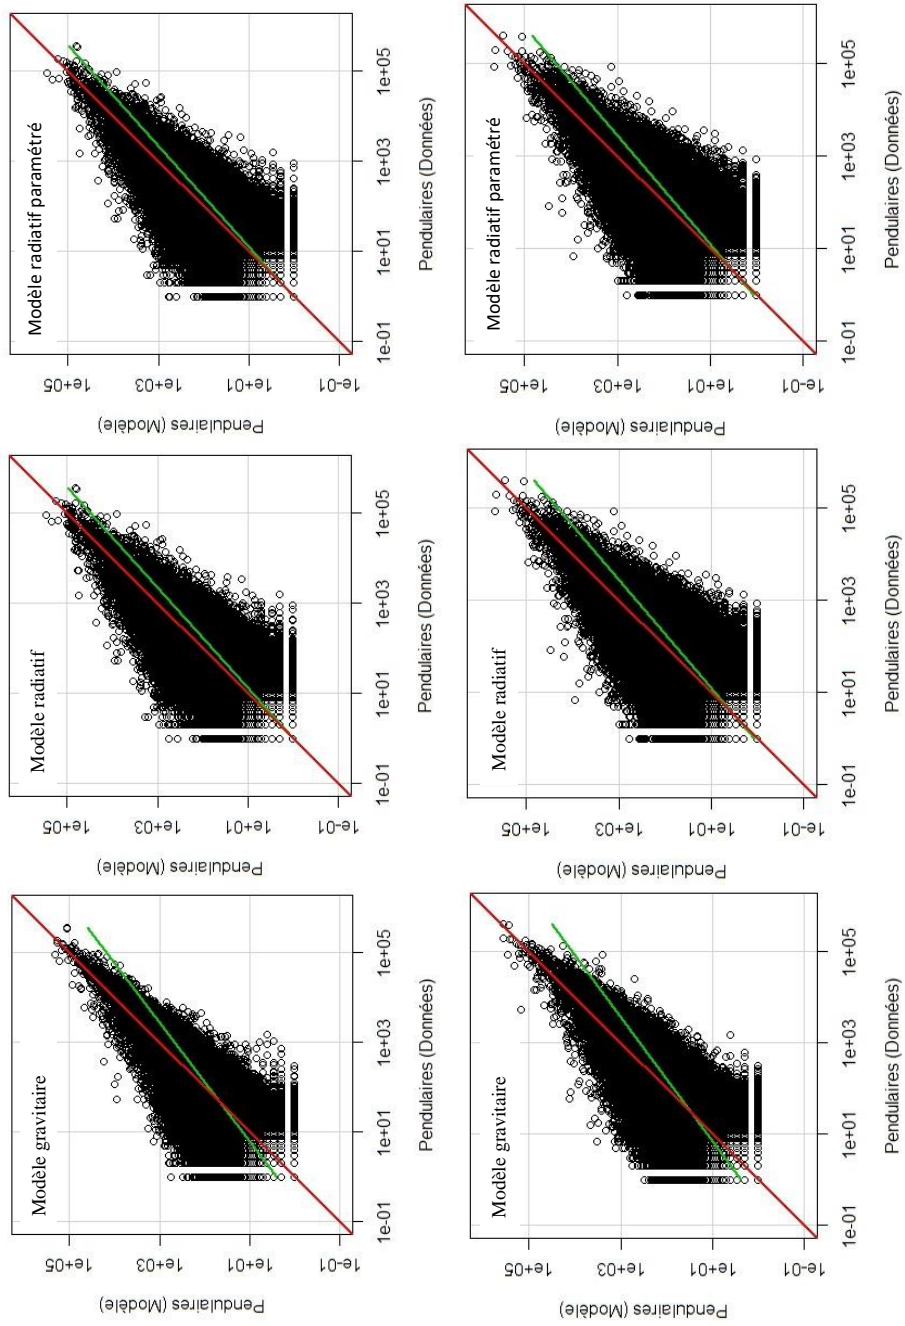 Modèle gravitaire
Pendulaires (Modèle)
1e+05
1e+03
1e+01
1e-01
1e-01 1e+01 1e+03 1e+05
Pendulaires (Données)
Modèle radiatif
Pendulaires (Modèle)
1e+05
1e+03
1e+01
1e-01
1e-01 1e+01 1e+03 1e+05
Pendulaires (Données)
Modèle radiatif paramétré
Pendulaires (Modèle)
1e+05
1e+03
1e+01
1e-01
1e-01 1e+01 1e+03 1e+05
Pendulaires (Données)
Modèle gravitaire
Pendulaires (Modèle)
1e+05
1e+03
1e+01
1e-01
1e-01 1e+01 1e+03 1e+05
Pendulaires (Données)
Modèle radiatif
Pendulaires (Modèle)
1e+05
1e+03
1e+01
1e-01
1e-01 1e+01 1e+03 1e+05
Pendulaires (Données)
Modèle radiatif paramétré
Pendulaires (Modèle)
1e+05
1e+03
1e+01
1e-01
1e-01 1e+01 1e+03 1e+05
Pendulaires (Données)